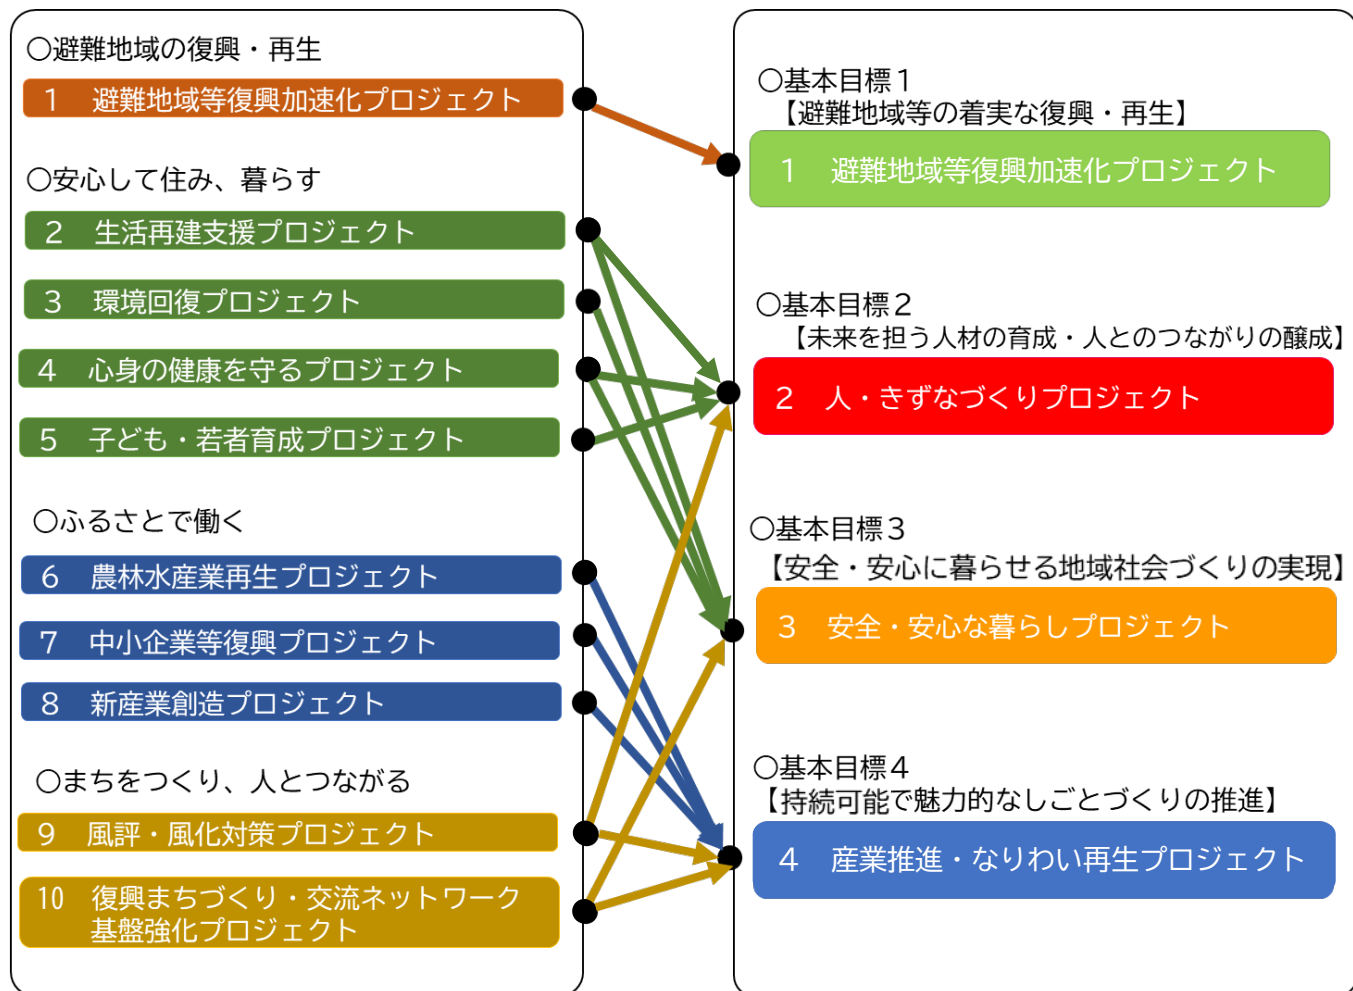 〇避難地域の復興・再生
1 避難地域等復興加速化プロジェクト
〇安心して住み、暮らす
2 生活再建支援プロジェクト
3 環境回復プロジェクト
4 心身の健康を守るプロジェクト
5 子ども・若者育成プロジェクト
〇ふるさとで働く
6 農林水産業再生プロジェクト
7 中小企業等復興プロジェクト
8 新産業創造プロジェクト
〇まちをつくり、人とつながる
9 風評・風化対策プロジェクト
10 復興まちづくり・交流ネットワーク
基盤強化プロジェクト
〇基本目標1
【避難地域等の着実な復興・再生】
1 避難地域等復興加速化プロジェクト
〇基本目標2
【未来を担う人材の育成・人とのつながりの醸成】
2 人・きずなづくりプロジェクト
〇基本目標3
【安全・安心に暮らせる地域社会づくりの実現】
3 安全・安心な暮らしプロジェクト
〇基本目標4
【持続可能で魅力的なしごとづくりの推進】
4 産業推進・なりわい再生プロジェクト